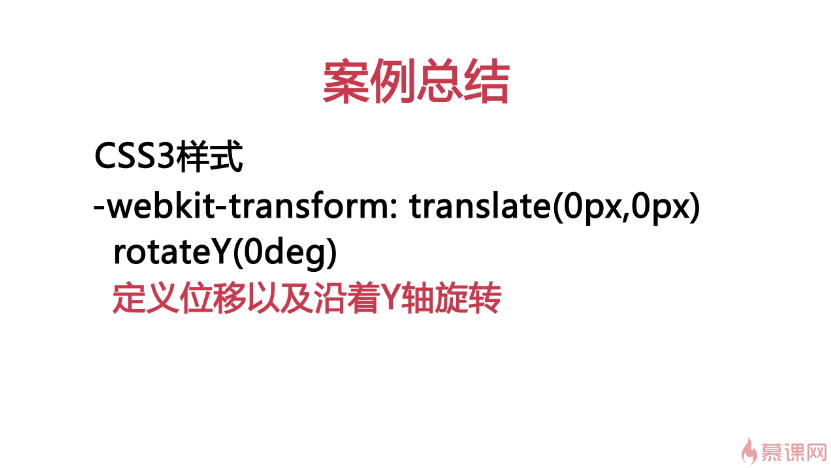 案例总结
CSS3样式
-webkit-transform: translate(0px,0px)
rotateY(0deg)
定义位移以及沿着Y轴旋转
慕课网